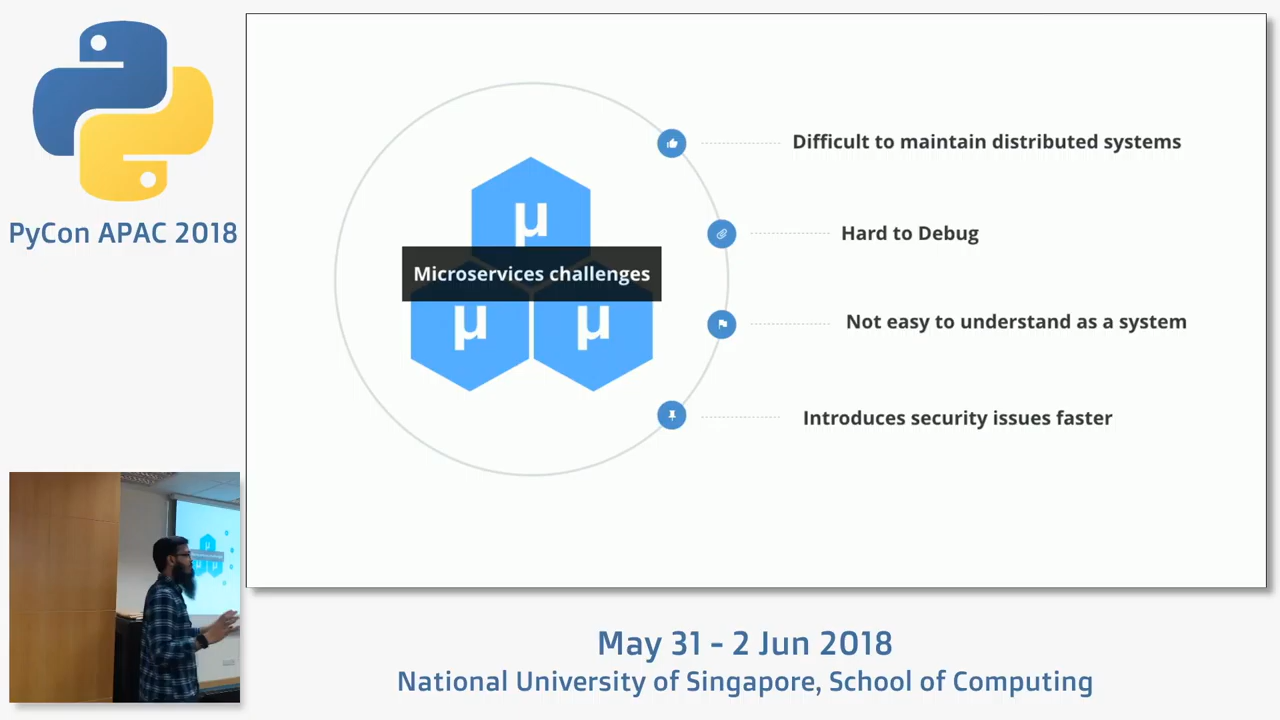 PyCon APAC 2018
µ
Microservices challenges
µ µ
Difficult to maintain distributed systems
Hard to Debug
Not easy to understand as a system
Introduces security issues faster
May 31 - 2 Jun 2018
National University of Singapore, School of Computing